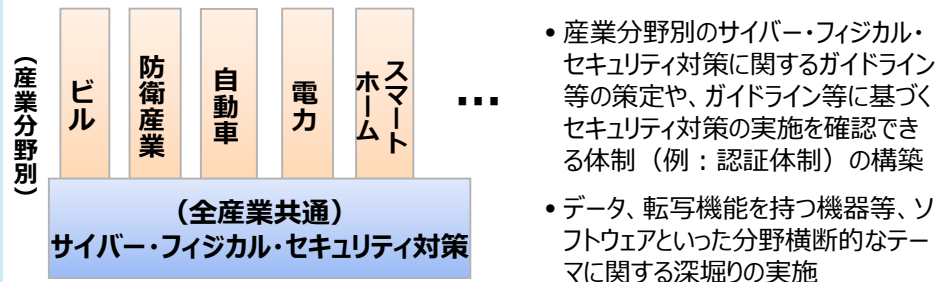 （産業分野別）
ビル
防衛産業
自動車
電力
スマート
ホーム
…
（全産業共通）
サイバー・フィジカル・セキュリティ対策
• 産業分野別のサイバー・フィジカル・
セキュリティ対策に関するガイドライン
等の策定や、ガイドライン等に基づく
セキュリティ対策の実施を確認でき
る体制（例：認証体制）の構築
• データ、転写機能を持つ機器等、ソ
フトウェアといった分野横断的なテー
マに関する深堀りの実施